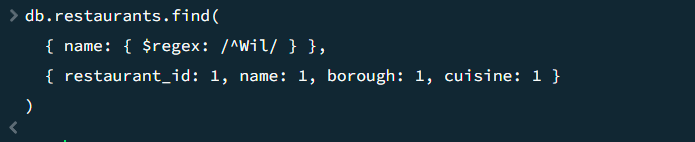 > db.restaurants.find(
{ name: { $regex: /^Wil/ } },
{ restaurant_id: 1, name: 1, borough: 1, cuisine: 1 }
)
<